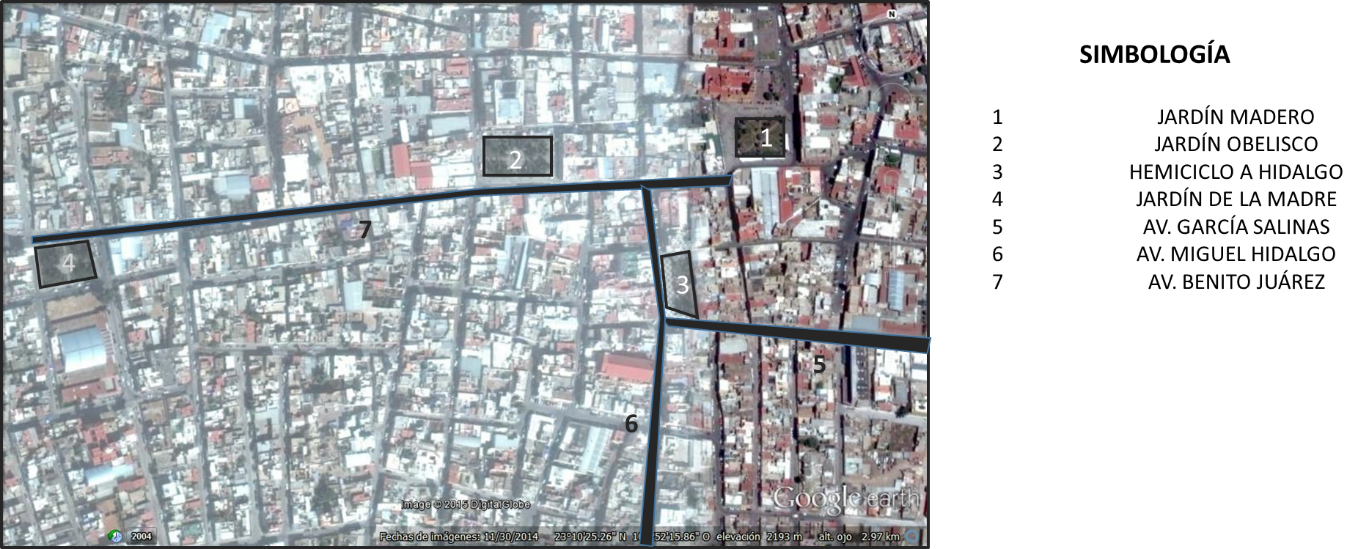 N
1
2
3
4
5
6
7
Image © 2015 DigitalGlobe
Google earth
2004
Fechas de imágenes: 11/30/2014 23°10'25.26" N 52'15.86" O elevación 2193 m alt. ojo 2.97 km
SIMBOLOGÍA
1 JARDÍN MADERO
2 JARDÍN OBELISCO
3 HEMICICLO A HIDALGO
4 JARDÍN DE LA MADRE
5 AV. GARCÍA SALINAS
6 AV. MIGUEL HIDALGO
7 AV. BENITO JUÁREZ